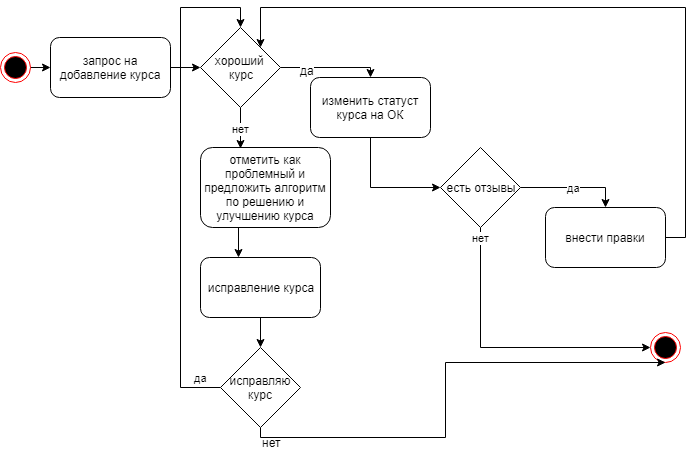 запрос на
добавление курса
хороший
курс
да
изменить статуст
курса на ОК
нет
отметить как
проблемный и
предложить алгоритм
по решению и
улучшению курса
есть отзывы
да
внести правки
нет
исправление курса
да
исправляю
курс
нет